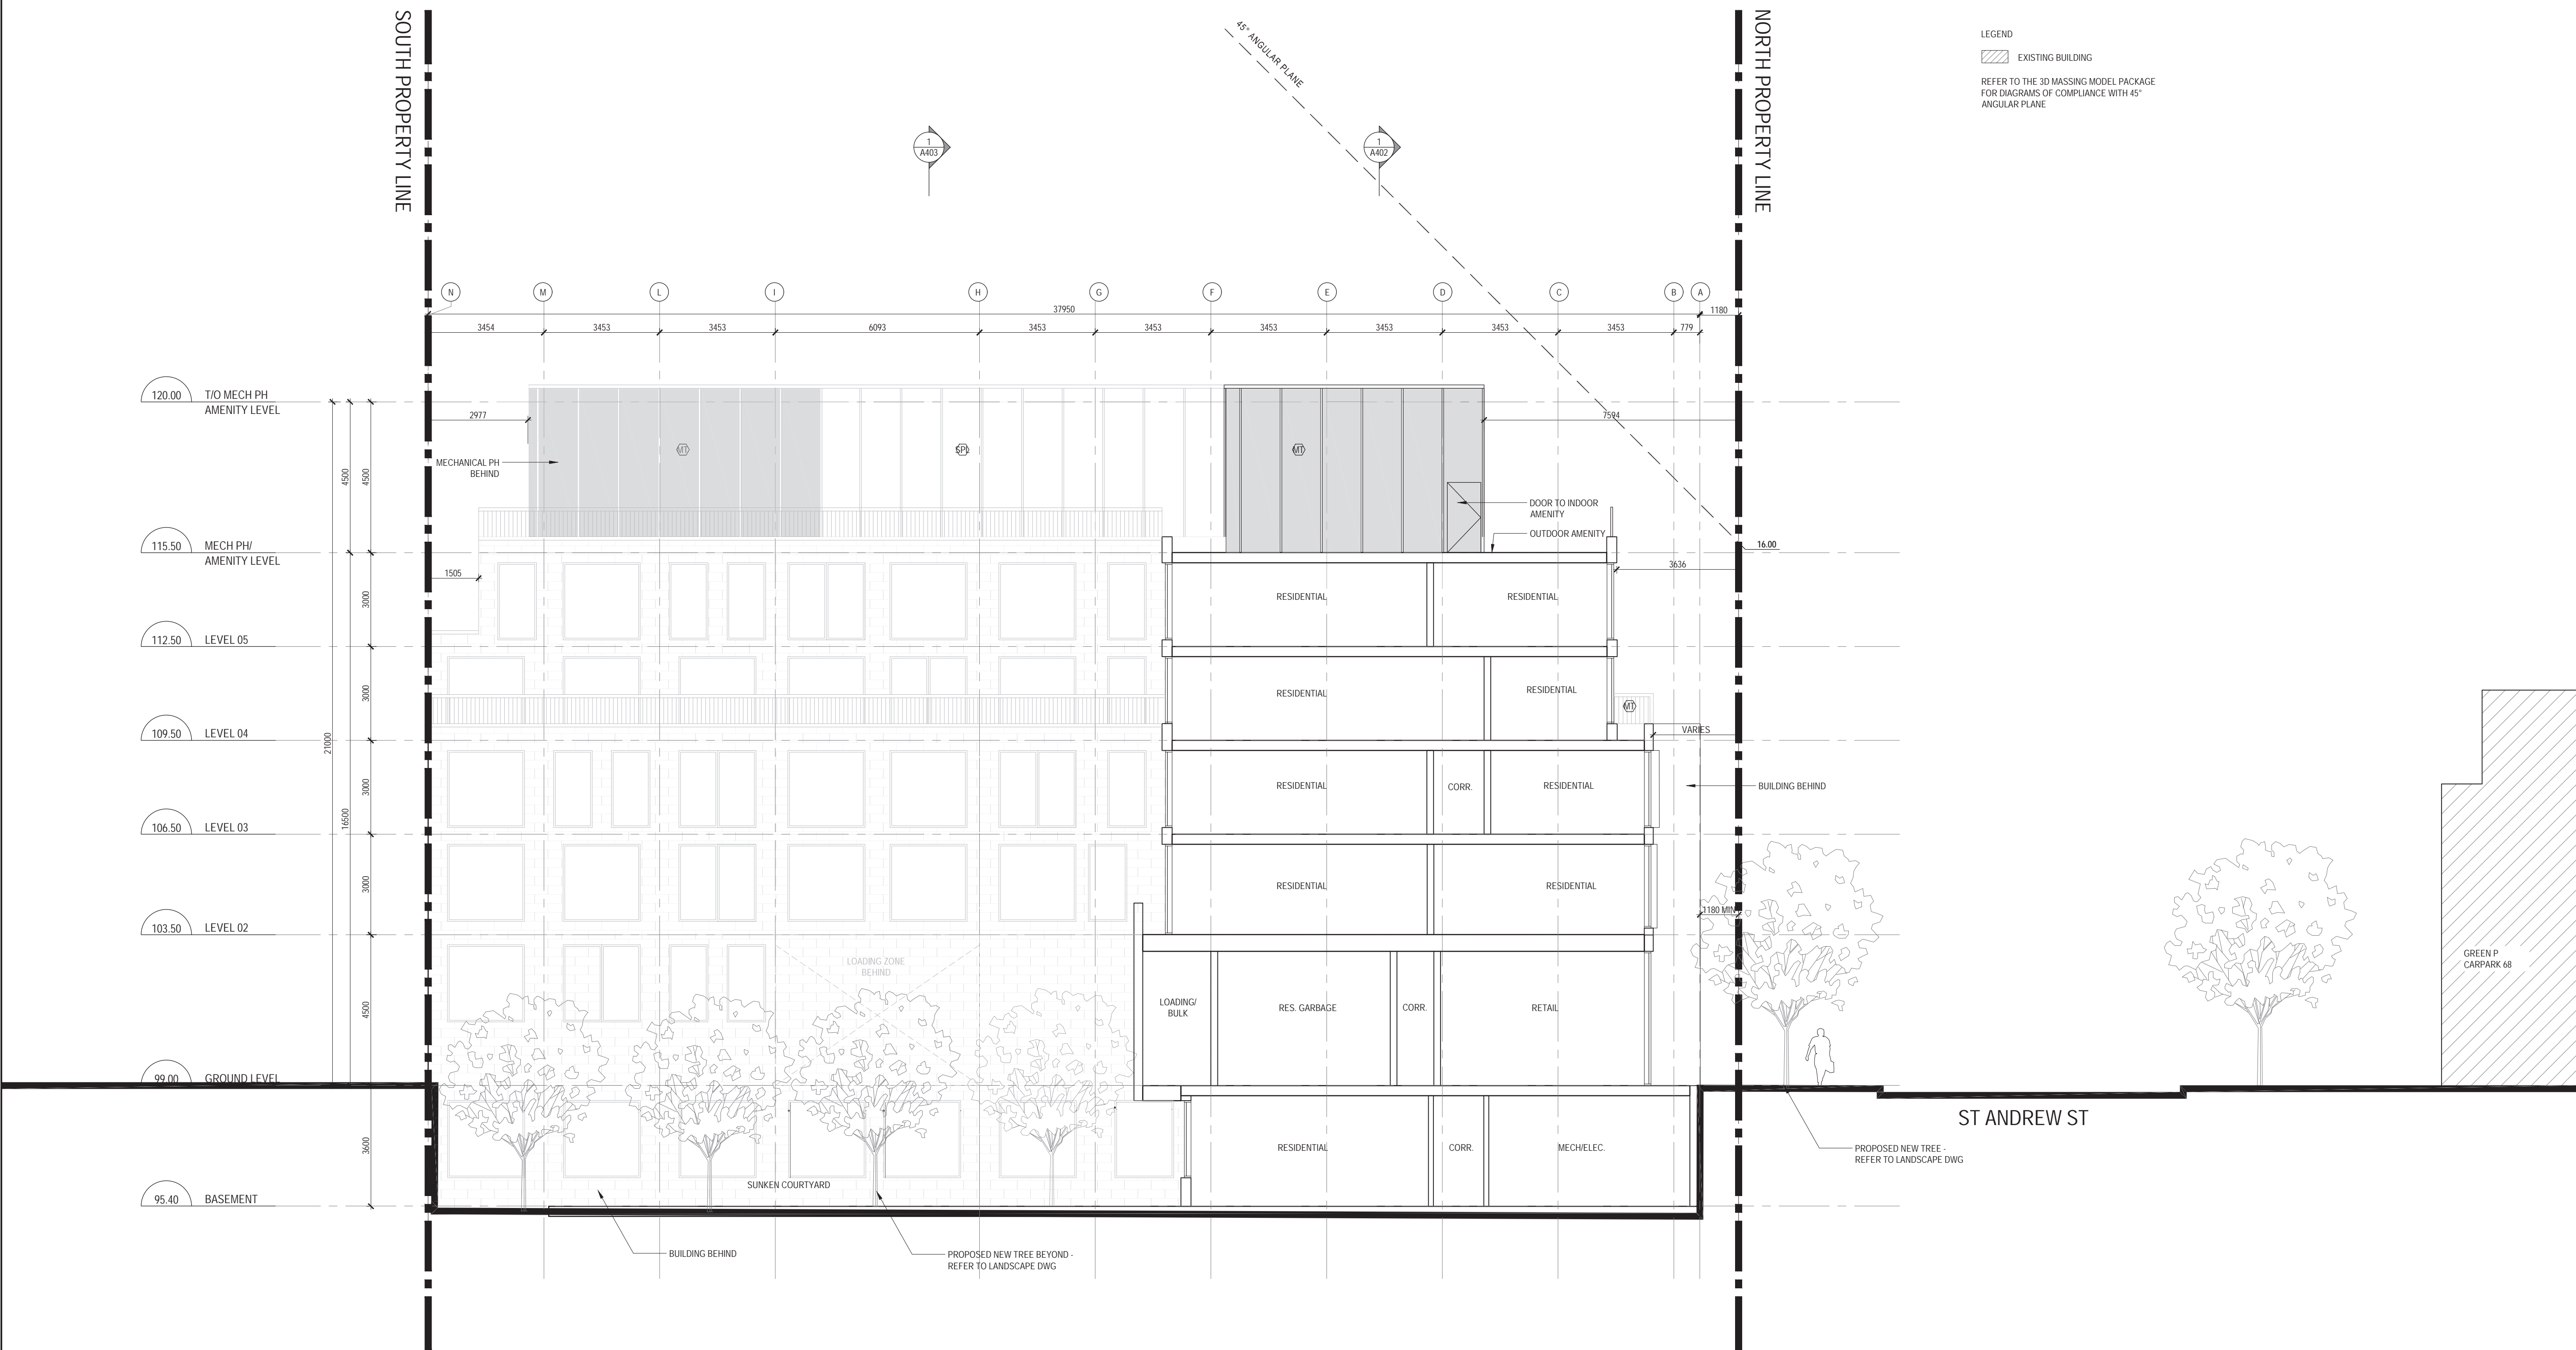 SOUTH PROPERTY LINE
45° ANGULAR PLANE
NORTH PROPERTY LINE
LEGEND
EXISTING BUILDING
REFER TO THE 3D MASSING MODEL PACKAGE
FOR DIAGRAMS OF COMPLIANCE WITH 45°
ANGULAR PLANE
1
A403
1
A402
N
M
L
I
H
G
F
E
D
C
B
A
37950
1180
3454
3453
3453
6093
3453
3453
3453
3453
3453
3453
779
120.00
T/O MECH PH
AMENITY LEVEL
2977
7594
MECHANICAL PH
BEHIND
MT
SPL
MT
4500
4500
DOOR TO INDOOR
AMENITY
OUTDOOR AMENITY
115.50
MECH PH/
AMENITY LEVEL
16.00
1505
3636
3000
RESIDENTIAL
RESIDENTIAL
112.50
LEVEL 05
3000
RESIDENTIAL
RESIDENTIAL
MT
109.50
LEVEL 04
VARIES
21000
16500
3000
RESIDENTIAL
CORR.
RESIDENTIAL
BUILDING BEHIND
106.50
LEVEL 03
3000
RESIDENTIAL
RESIDENTIAL
1180 MIN
103.50
LEVEL 02
LOADING ZONE
BEHIND
GREEN P
CARPARK 68
4500
LOADING/
BULK
RES. GARBAGE
CORR.
RETAIL
99.00
GROUND LEVEL
ST ANDREW ST
3600
RESIDENTIAL
CORR.
MECH/ELEC.
PROPOSED NEW TREE -
REFER TO LANDSCAPE DWG
SUNKEN COURTYARD
95.40
BASEMENT
BUILDING BEHIND
PROPOSED NEW TREE BEYOND -
REFER TO LANDSCAPE DWG